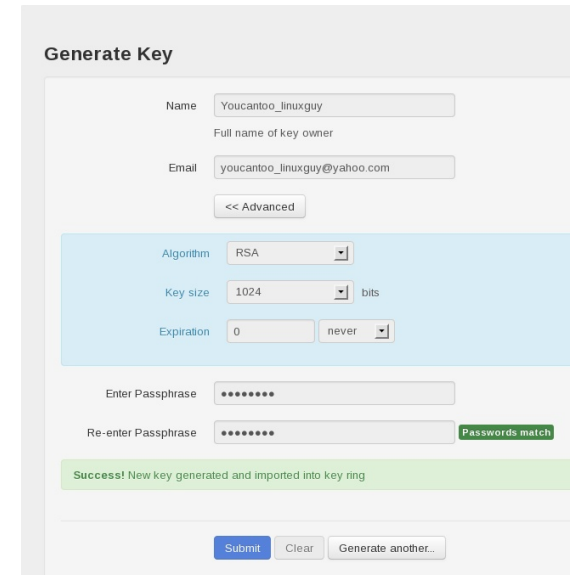 Generate Key
Name Youcantoo_linuxguy
Full name of key owner
Email youcantoo_linuxguy@yahoo.com
<< Advanced
Algorithm RSA
Key size 1024 bits
Expiration 0 never
Enter Passphrase ●●●●●●●●
Re-enter Passphrase ●●●●●●●● Passwords match
Success! New key generated and imported into key ring
Submit Clear Generate another...